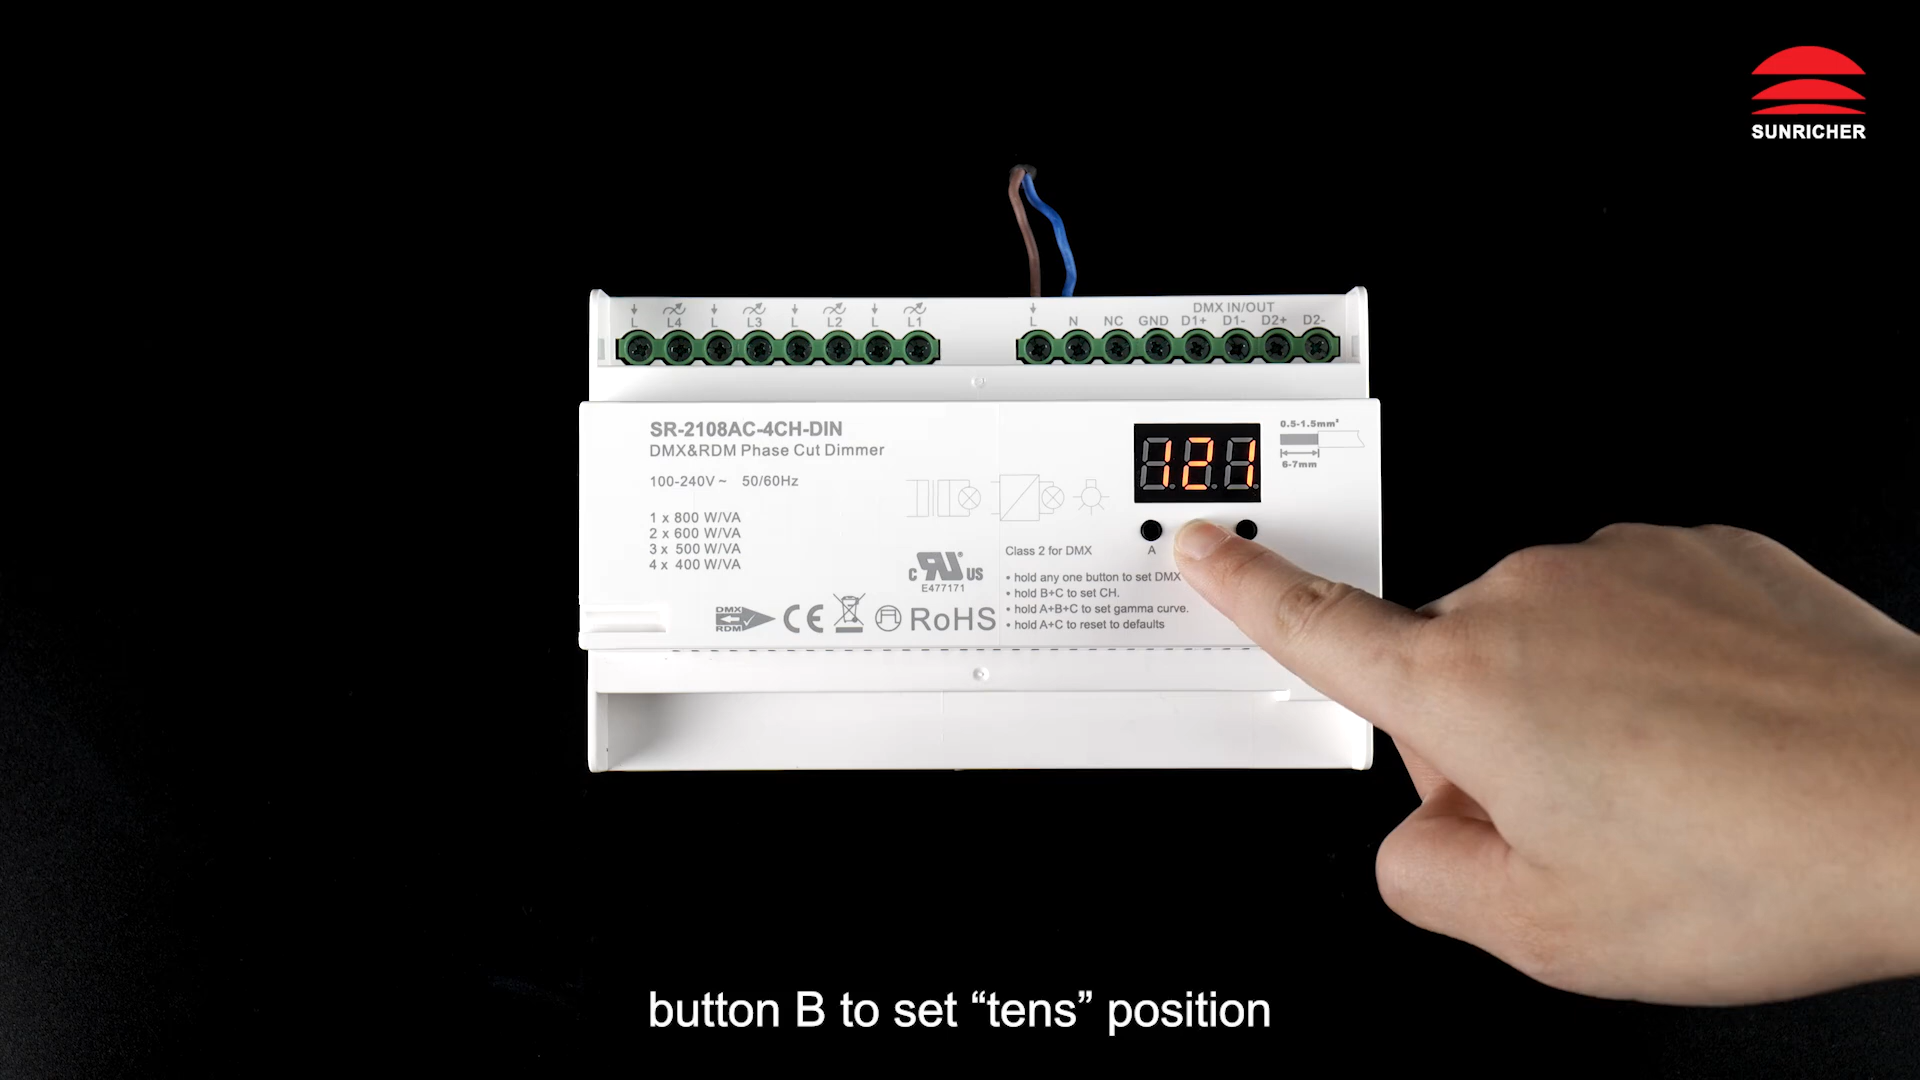 SUNRICHER
DMX IN/OUT
L L4 L L3 L L2 L L1
L N NC GND D1+ D1- D2+ D2-
SR-2108AC-4CH-DIN
DMX&RDM Phase Cut Dimmer
100-240V ~ 50/60Hz
1 x 800 W/VA
2 x 600 W/VA
3 x 500 W/VA
4 x 400 W/VA
121
0.5-1.5mm²
6-7mm
A
c RU ® US
E477171
DMX
RDM
CE
RoHS
Class 2 for DMX
• hold any one button to set DMX
• hold B+C to set CH.
• hold A+B+C to set gamma curve.
• hold A+C to reset to defaults
button B to set “tens” position